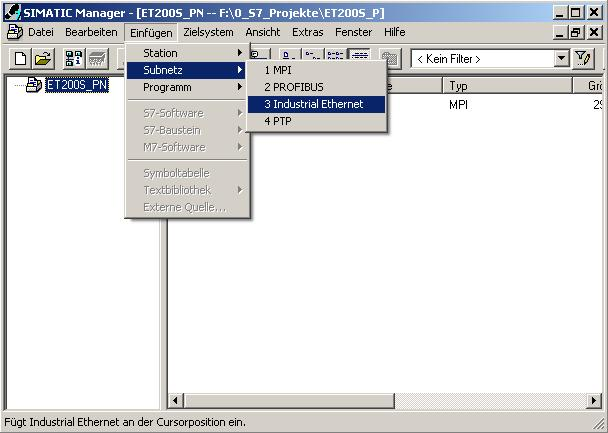 SIMATIC Manager - [ET200S_PN -- F:\0_S7_Projekte\ET200S_P]
Datei Bearbeiten Einfügen Zielsystem Ansicht Extras Fenster Hilfe
< Kein Filter >
Station
Subnetz
Programm
S7-Software
S7-Baustein
M7-Software
Symboltabelle
Textbibliothek
Externe Quelle...
1 MPI
2 PROFIBUS
3 Industrial Ethernet
4 PTP
ET200S_PN
Typ
MPI
Fügt Industrial Ethernet an der Cursorposition ein.